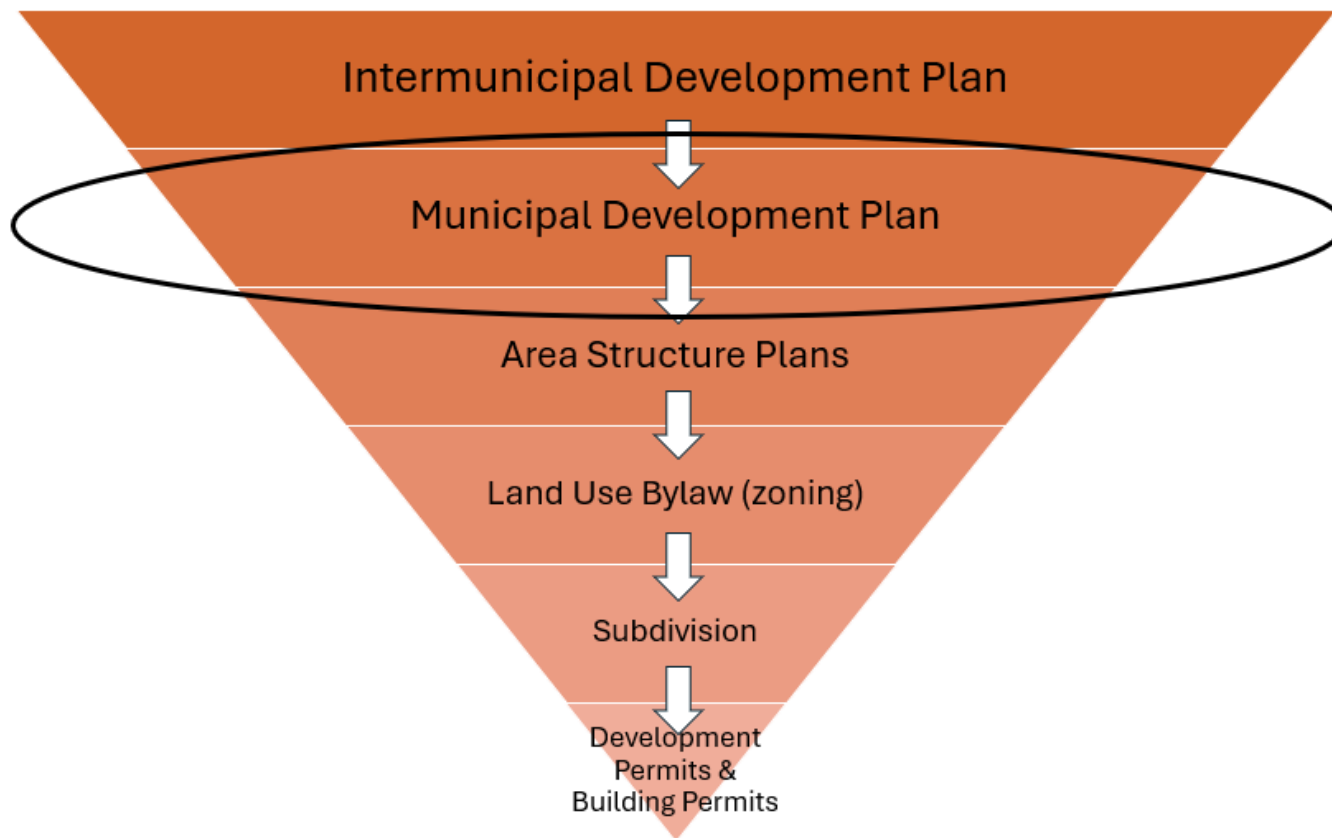 Intermunicipal Development Plan
Municipal Development Plan
Area Structure Plans
Land Use Bylaw (zoning)
Subdivision
Development
Permits &
Building Permits